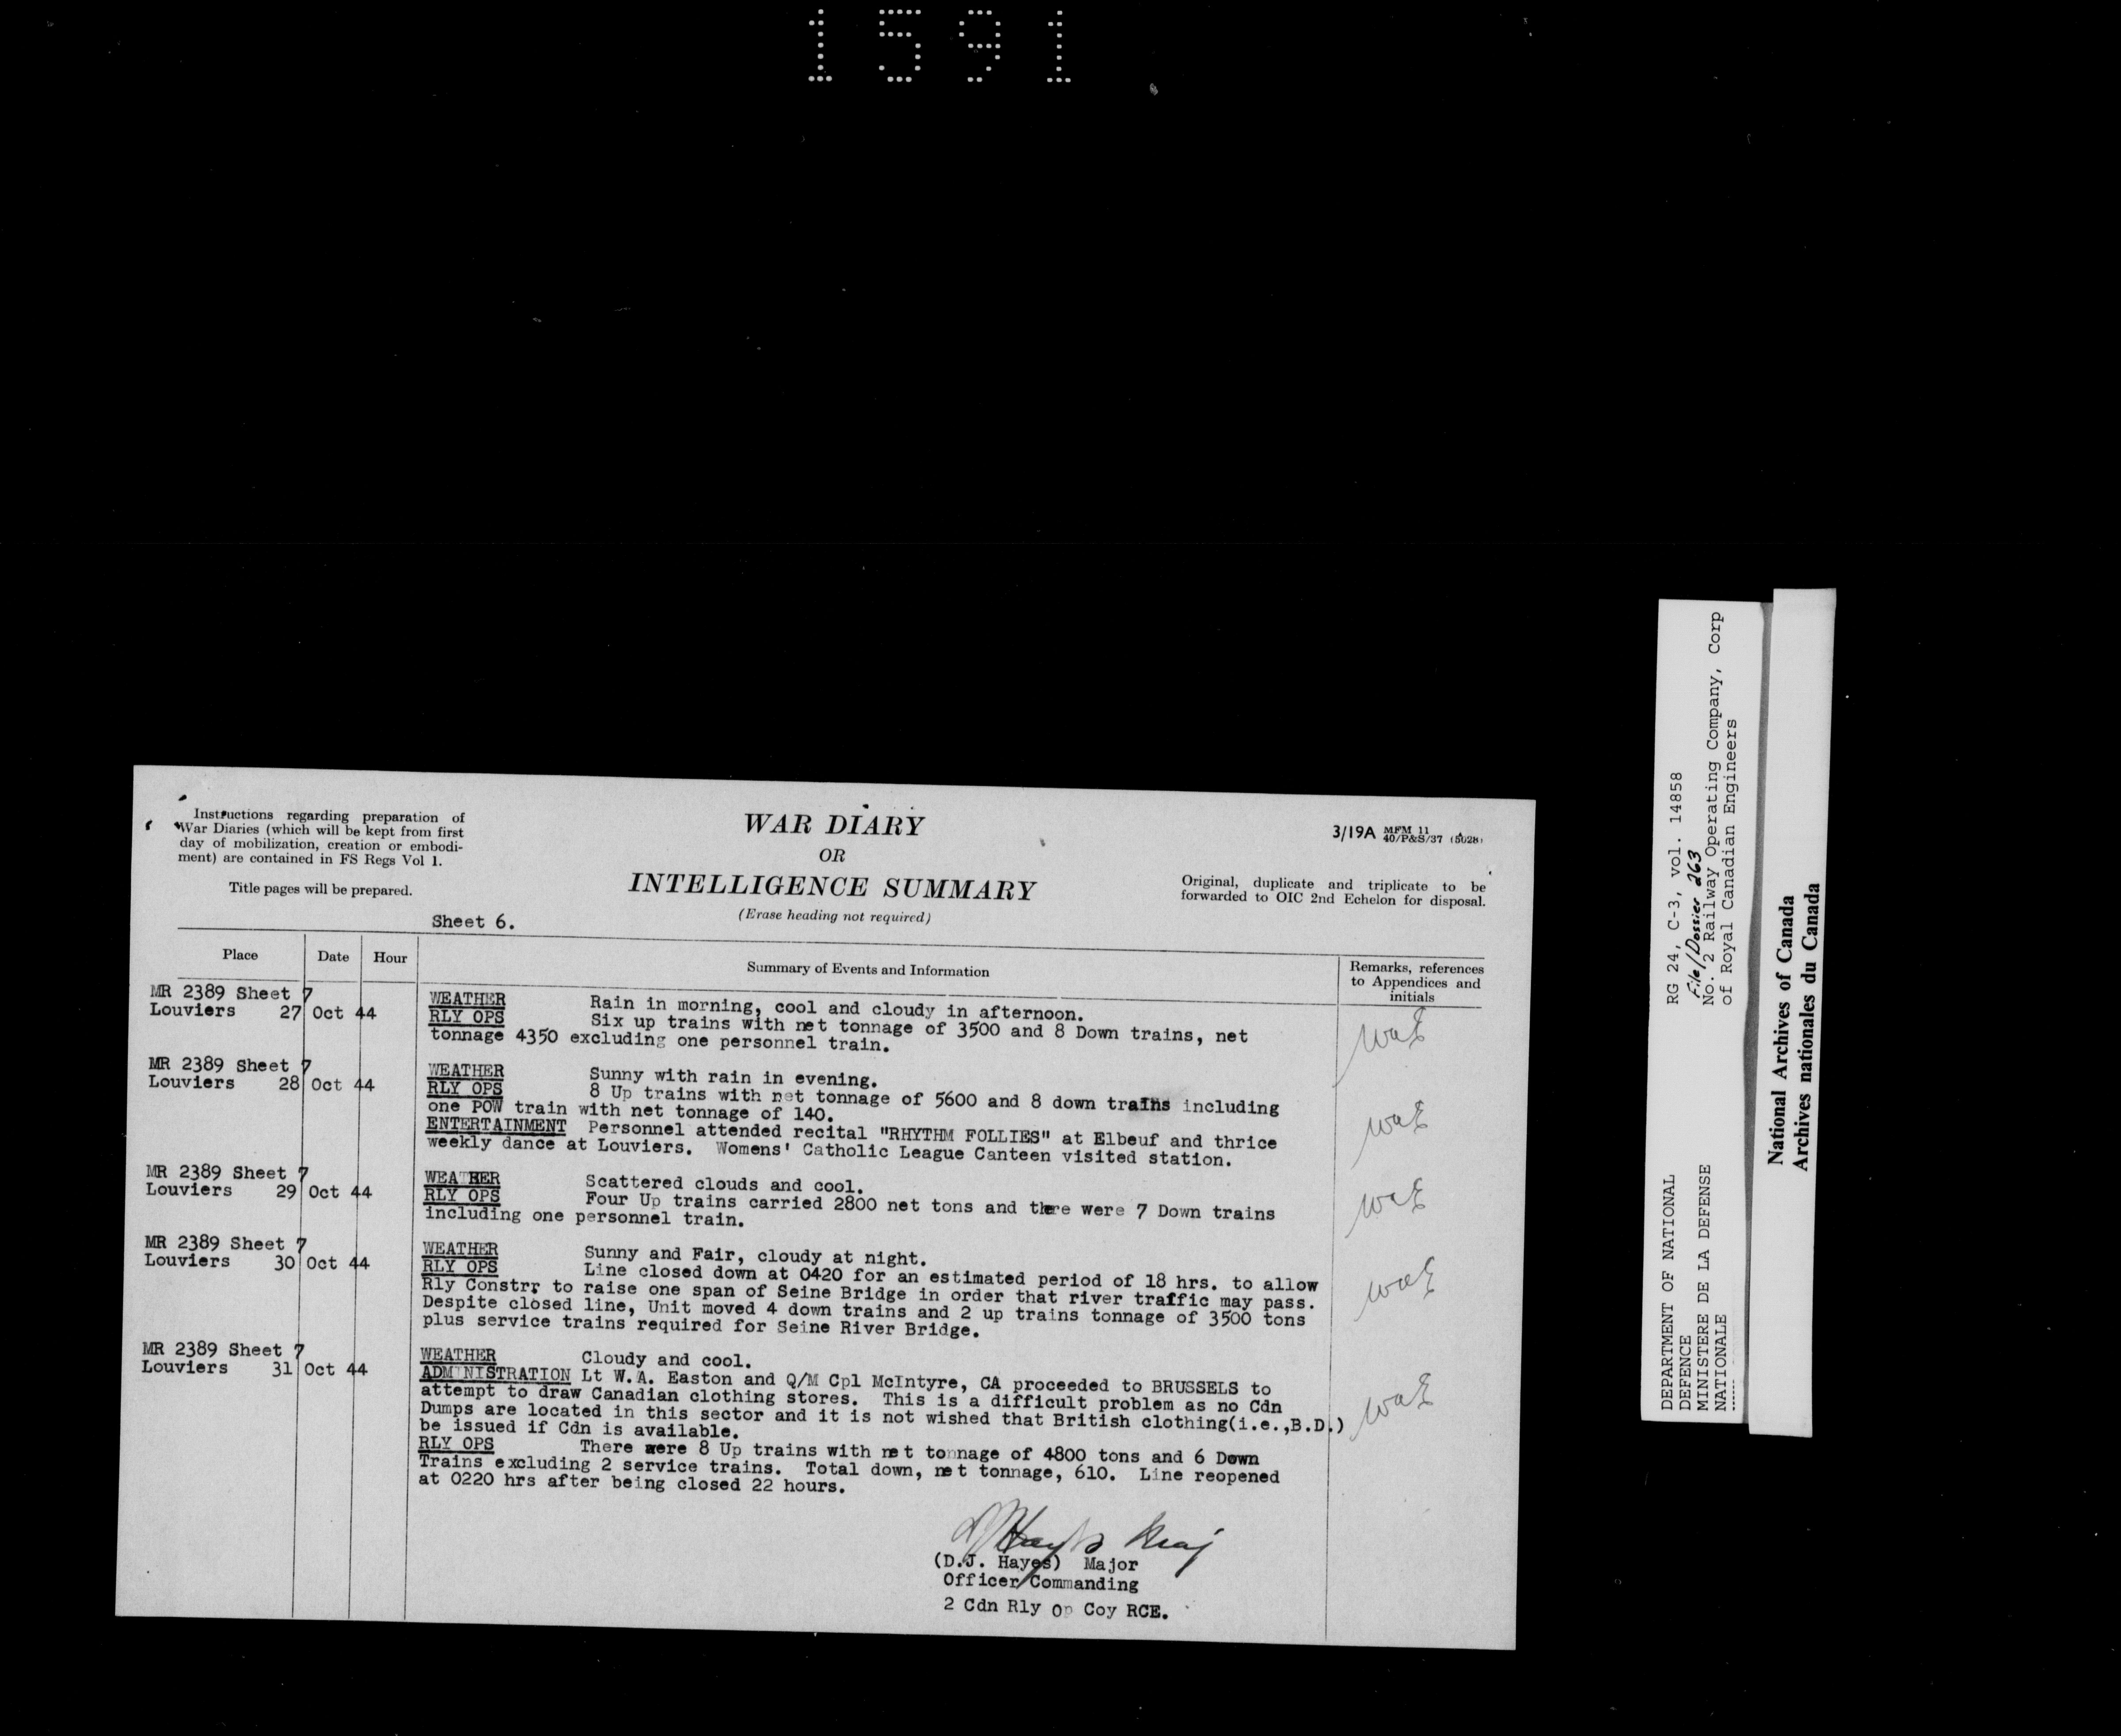 1591
Instructions regarding preparation of
War Diaries (which will be kept from first
day of mobilization, creation or embodi-
ment) are contained in FS Regs Vol 1.
Title pages will be prepared.
WAR DIARY
OR
INTELLIGENCE SUMMARY
(Erase heading not required)
Sheet 6.
3/19A MFM 11
40/P&S/37 (5028)
Original, duplicate and triplicate to be
forwarded to OIC 2nd Echelon for disposal.
Place Date Hour Summary of Events and Information Remarks, references
to Appendices and
initials
MR 2389 Sheet 7
Louviers 27 Oct 44
WEATHER Rain in morning, cool and cloudy in afternoon.
RLY OPS Six up trains with net tonnage of 3500 and 8 Down trains, net
tonnage 4350 excluding one personnel train.
WAE
MR 2389 Sheet 7
Louviers 28 Oct 44
WEATHER Sunny with rain in evening.
RLY OPS 8 Up trains with net tonnage of 5600 and 8 down trains including
one POW train with net tonnage of 140.
ENTERTAINMENT Personnel attended recital "RHYTHM FOLLIES" at Elbeuf and thrice
weekly dance at Louviers. Womens' Catholic League Canteen visited station.
WAE
MR 2389 Sheet 7
Louviers 29 Oct 44
WEATHER Scattered clouds and cool.
RLY OPS Four Up trains carried 2800 net tons and there were 7 Down trains
including one personnel train.
WAE
MR 2389 Sheet 7
Louviers 30 Oct 44
WEATHER Sunny and Fair, cloudy at night.
RLY OPS Line closed down at 0420 for an estimated period of 18 hrs. to allow
Rly Constrr to raise one span of Seine Bridge in order that river traffic may pass.
Despite closed line, Unit moved 4 down trains and 2 up trains tonnage of 3500 tons
plus service trains required for Seine River Bridge.
WAE
MR 2389 Sheet 7
Louviers 31 Oct 44
WEATHER Cloudy and cool.
ADMINISTRATION Lt W.A. Easton and Q/M Cpl McIntyre, CA proceeded to BRUSSELS to
attempt to draw Canadian clothing stores. This is a difficult problem as no Cdn
Dumps are located in this sector and it is not wished that British clothing(i.e.,B.D.)
be issued if Cdn is available.
RLY OPS There were 8 Up trains with net tonnage of 4800 tons and 6 Down
Trains excluding 2 service trains. Total down, net tonnage, 610. Line reopened
at 0220 hrs after being closed 22 hours.
WAE
DJHayes Maj
(D.J. Hayes) Major
Officer Commanding
2 Cdn Rly Op Coy RCE.
DEPARTMENT OF NATIONAL
DEFENCE
MINISTERE DE LA DEFENSE
NATIONALE
RG 24, C-3, vol. 14858
File/Dossier 263
No. 2 Railway Operating Company, Corp
of Royal Canadian Engineers
National Archives of Canada
Archives nationales du Canada